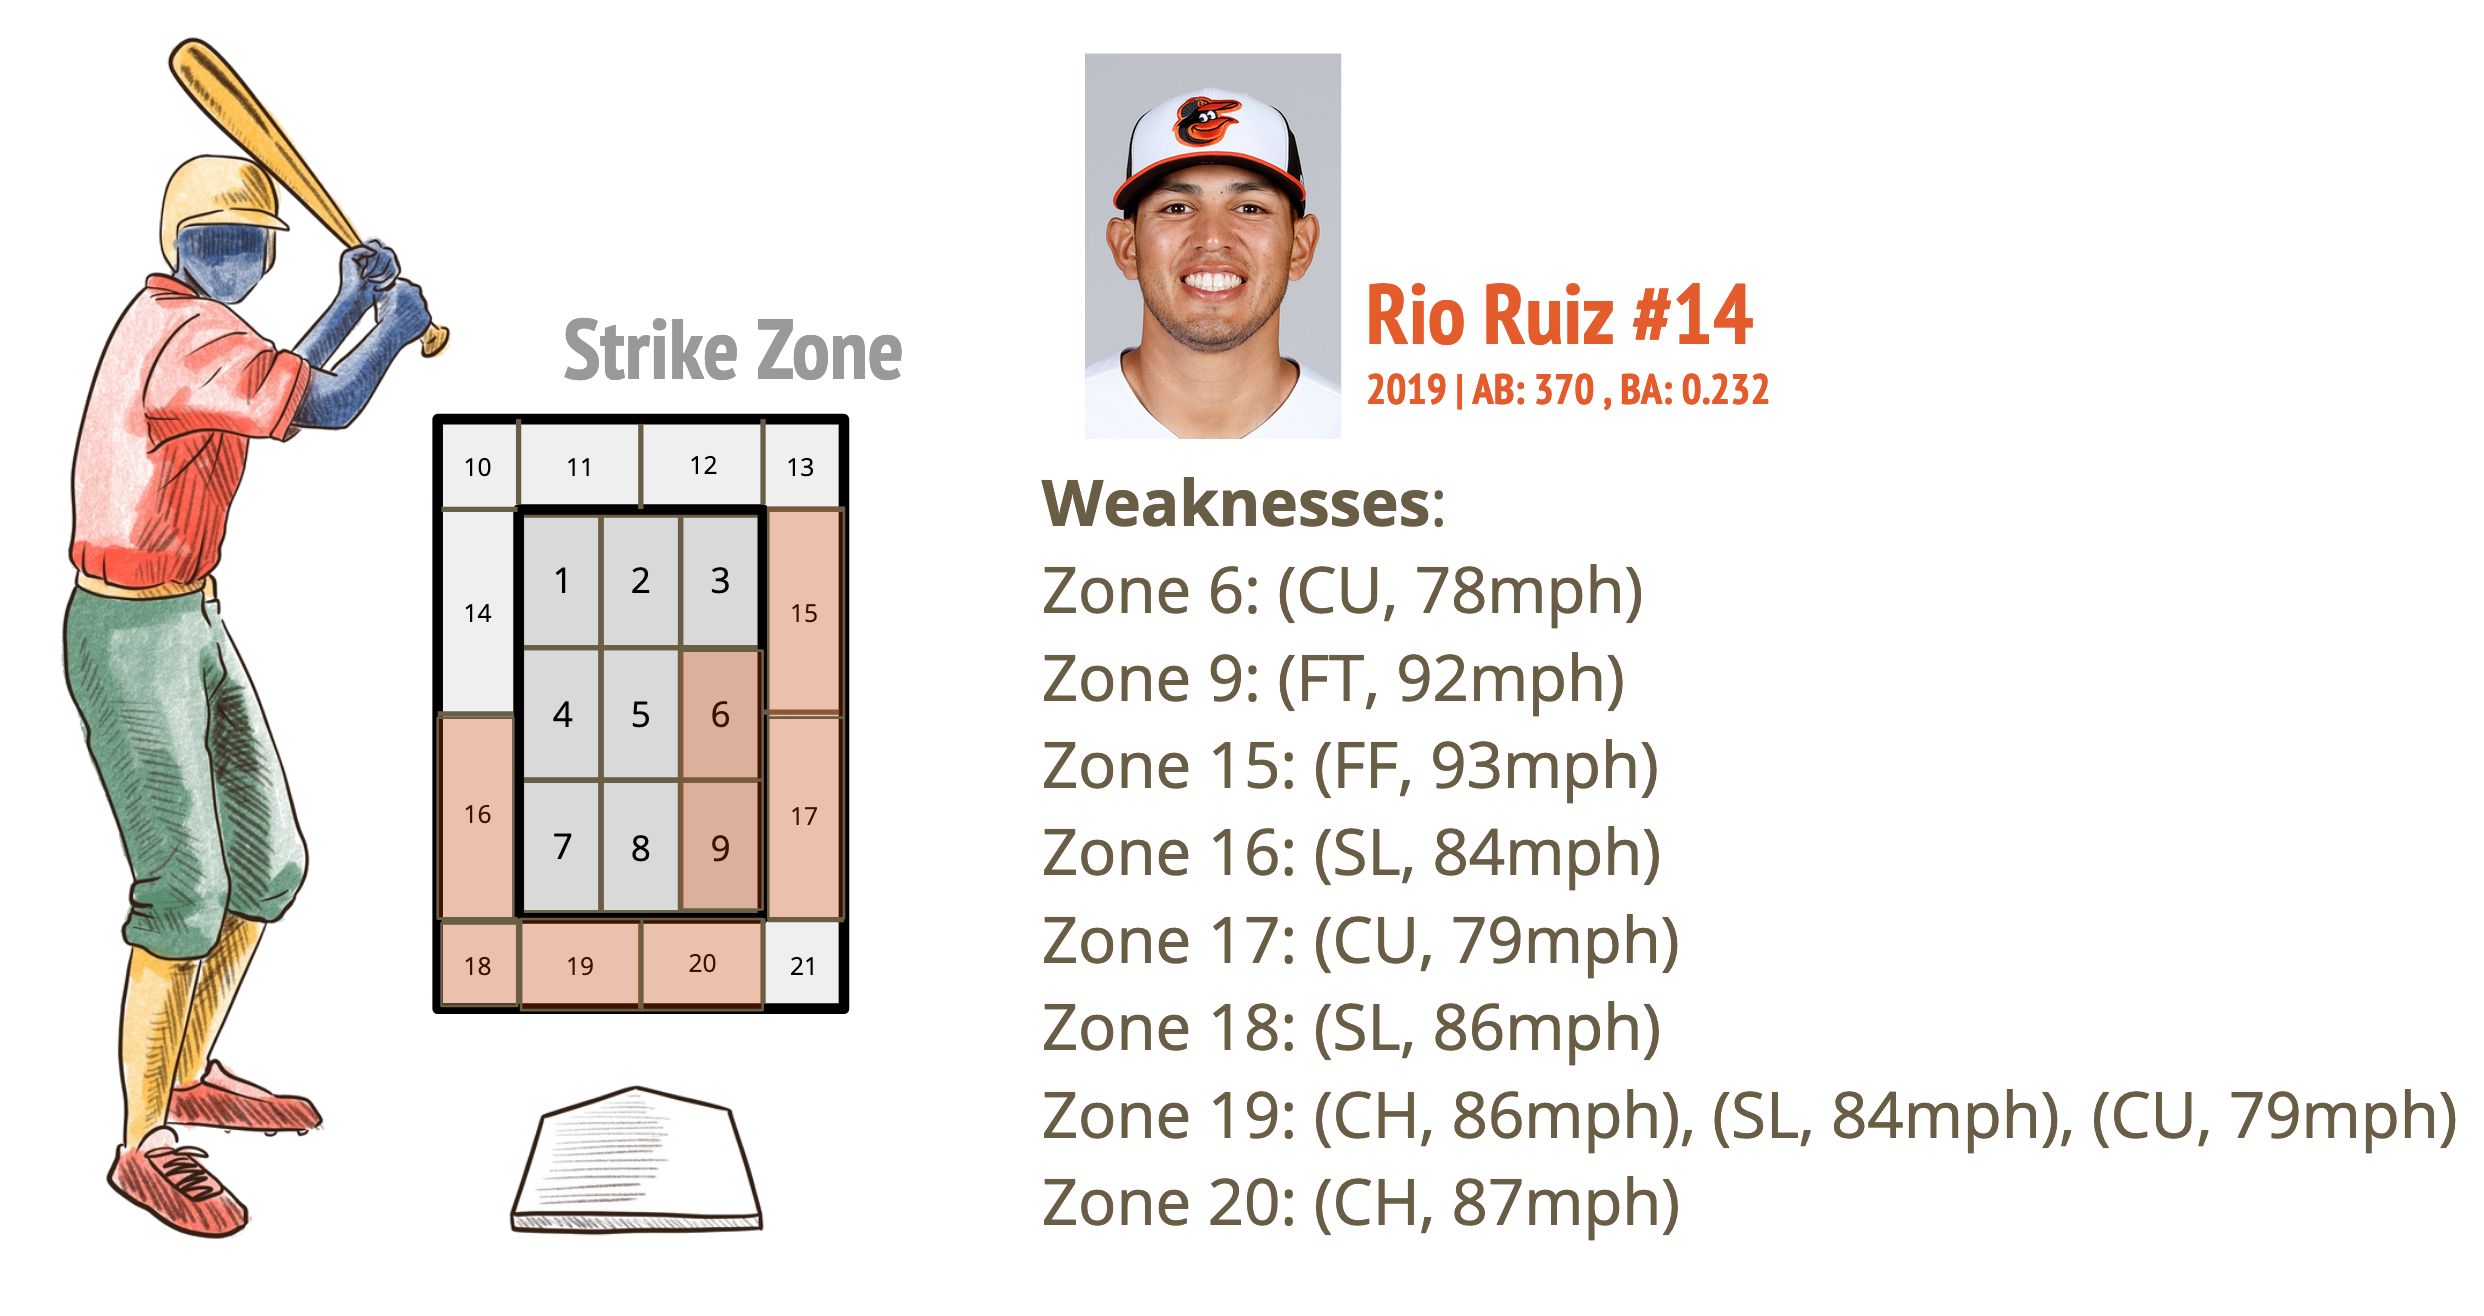 Strike Zone
10 11 12 13
14 1 2 3 15
4 5 6
16 7 8 9 17
18 19 20 21
Rio Ruiz #14
2019 | AB: 370 , BA: 0.232
Weaknesses:
Zone 6: (CU, 78mph)
Zone 9: (FT, 92mph)
Zone 15: (FF, 93mph)
Zone 16: (SL, 84mph)
Zone 17: (CU, 79mph)
Zone 18: (SL, 86mph)
Zone 19: (CH, 86mph), (SL, 84mph), (CU, 79mph)
Zone 20: (CH, 87mph)